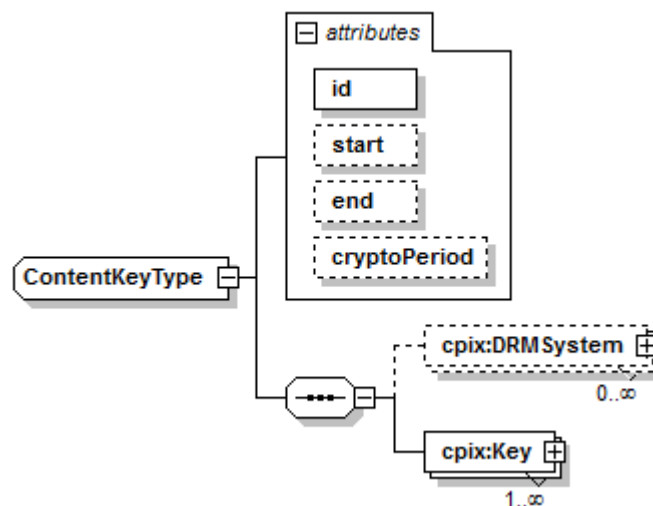 attributes
id
start
end
cryptoPeriod
ContentKeyType
cpix:DRMSystem
0..∞
cpix:Key
1..∞